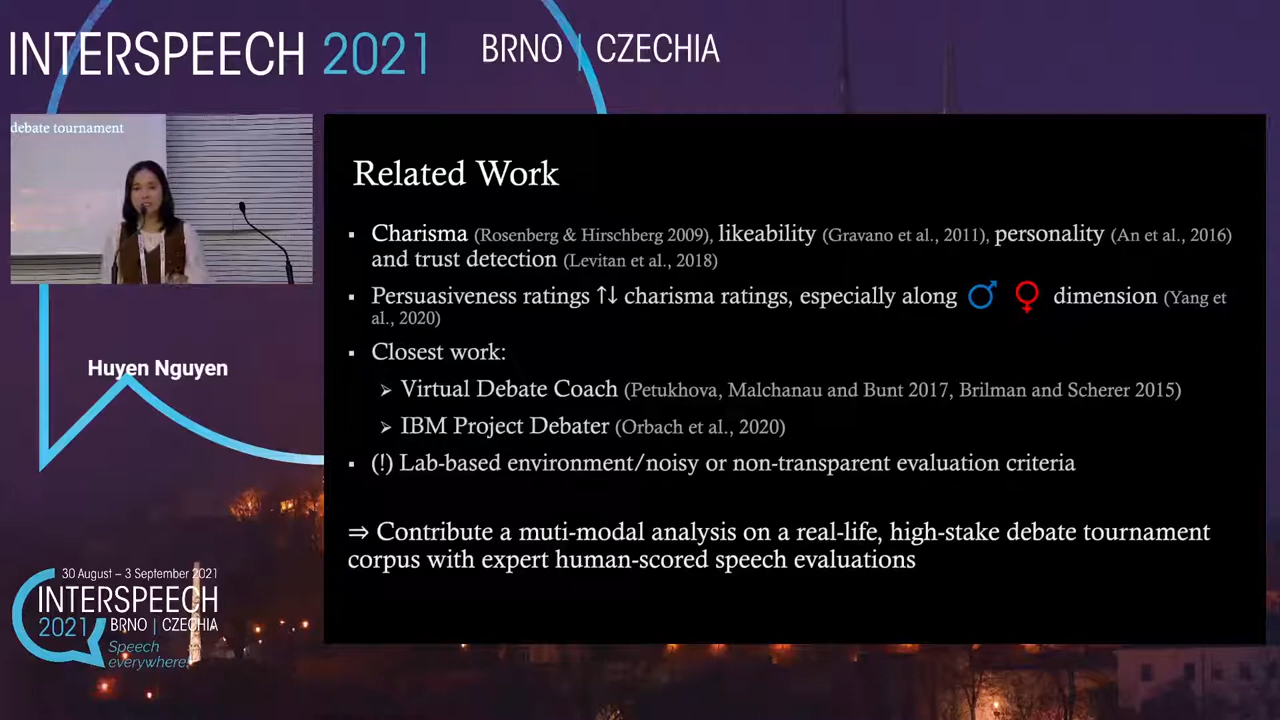 INTERSPEECH 2021 BRNO | CZECHIA
debate tournament
Huyen Nguyen
Related Work
▪ Charisma (Rosenberg & Hirschberg 2009), likeability (Gravano et al., 2011), personality (An et al., 2016)
and trust detection (Levitan et al., 2018)
▪ Persuasiveness ratings ↑↓ charisma ratings, especially along ♂ ♀ dimension (Yang et
al., 2020)
▪ Closest work:
➢ Virtual Debate Coach (Petukhova, Malchanau and Bunt 2017, Brilman and Scherer 2015)
➢ IBM Project Debater (Orbach et al., 2020)
▪ (!) Lab-based environment/noisy or non-transparent evaluation criteria
⇒ Contribute a muti-modal analysis on a real-life, high-stake debate tournament
corpus with expert human-scored speech evaluations
30 August – 3 September 2021
INTERSPEECH
2021 BRNO | CZECHIA
Speech
everywhere!